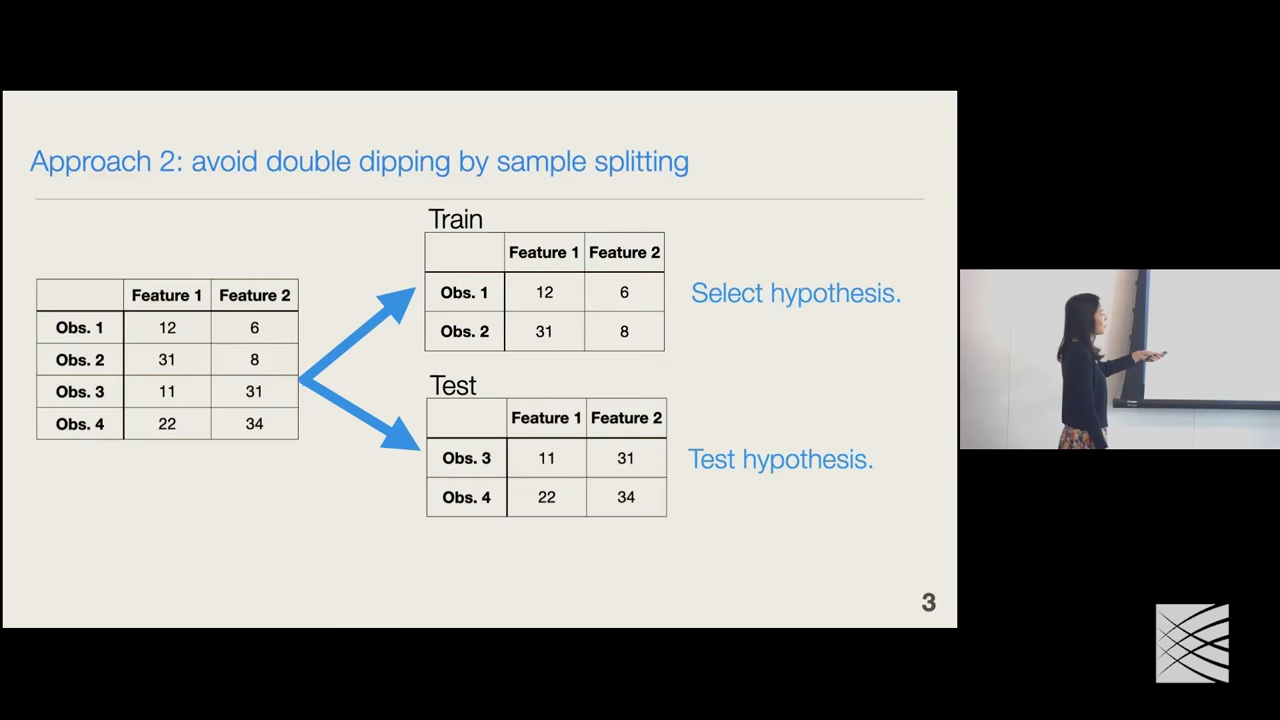 Approach 2: avoid double dipping by sample splitting
Feature 1 Feature 2
Obs. 1 12 6
Obs. 2 31 8
Obs. 3 11 31
Obs. 4 22 34
Train
Feature 1 Feature 2
Obs. 1 12 6
Obs. 2 31 8
Select hypothesis.
Test
Feature 1 Feature 2
Obs. 3 11 31
Obs. 4 22 34
Test hypothesis.
3